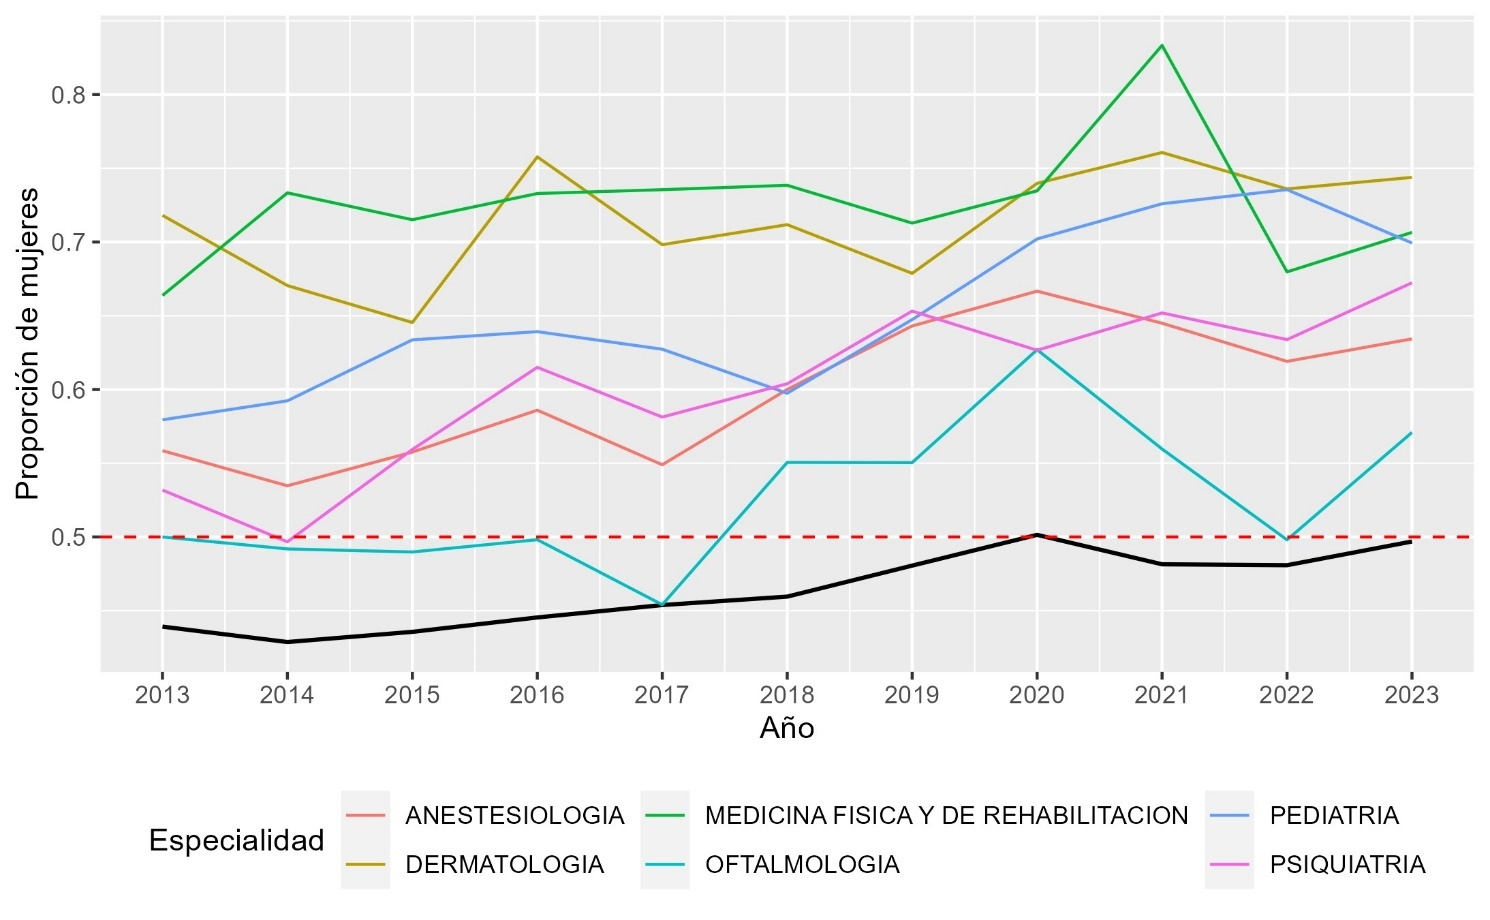 Proporción de mujeres
0.8
0.7
0.6
0.5
2013 2014 2015 2016 2017 2018 2019 2020 2021 2022 2023
Año
Especialidad
ANESTESIOLOGIA MEDICINA FISICA Y DE REHABILITACION PEDIATRIA
DERMATOLOGIA OFTALMOLOGIA PSIQUIATRIA